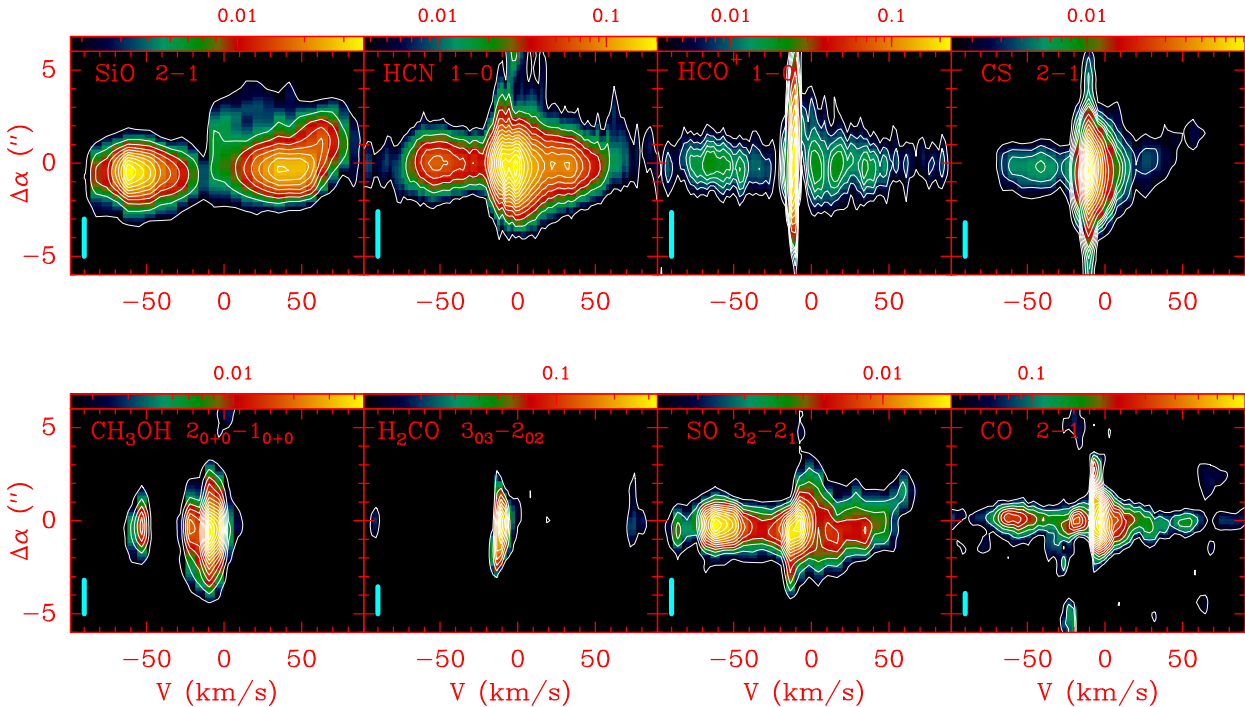 0.01 0.01 0.1 0.01 0.1 0.01
SiO 2−1 HCN 1−0 HCO⁺ 1−0 CS 2−1
5
Δα (″) 0
−5
−50 0 50 −50 0 50 −50 0 50 −50 0 50
0.01 0.1 0.01 0.1
CH₃OH 2₀₊₀−1₀₊₀ H₂CO 3₀₃−2₀₂ SO 3₂−2₁ CO 2−1
5
Δα (″) 0
−5
−50 0 50 −50 0 50 −50 0 50 −50 0 50
V (km/s) V (km/s) V (km/s) V (km/s)